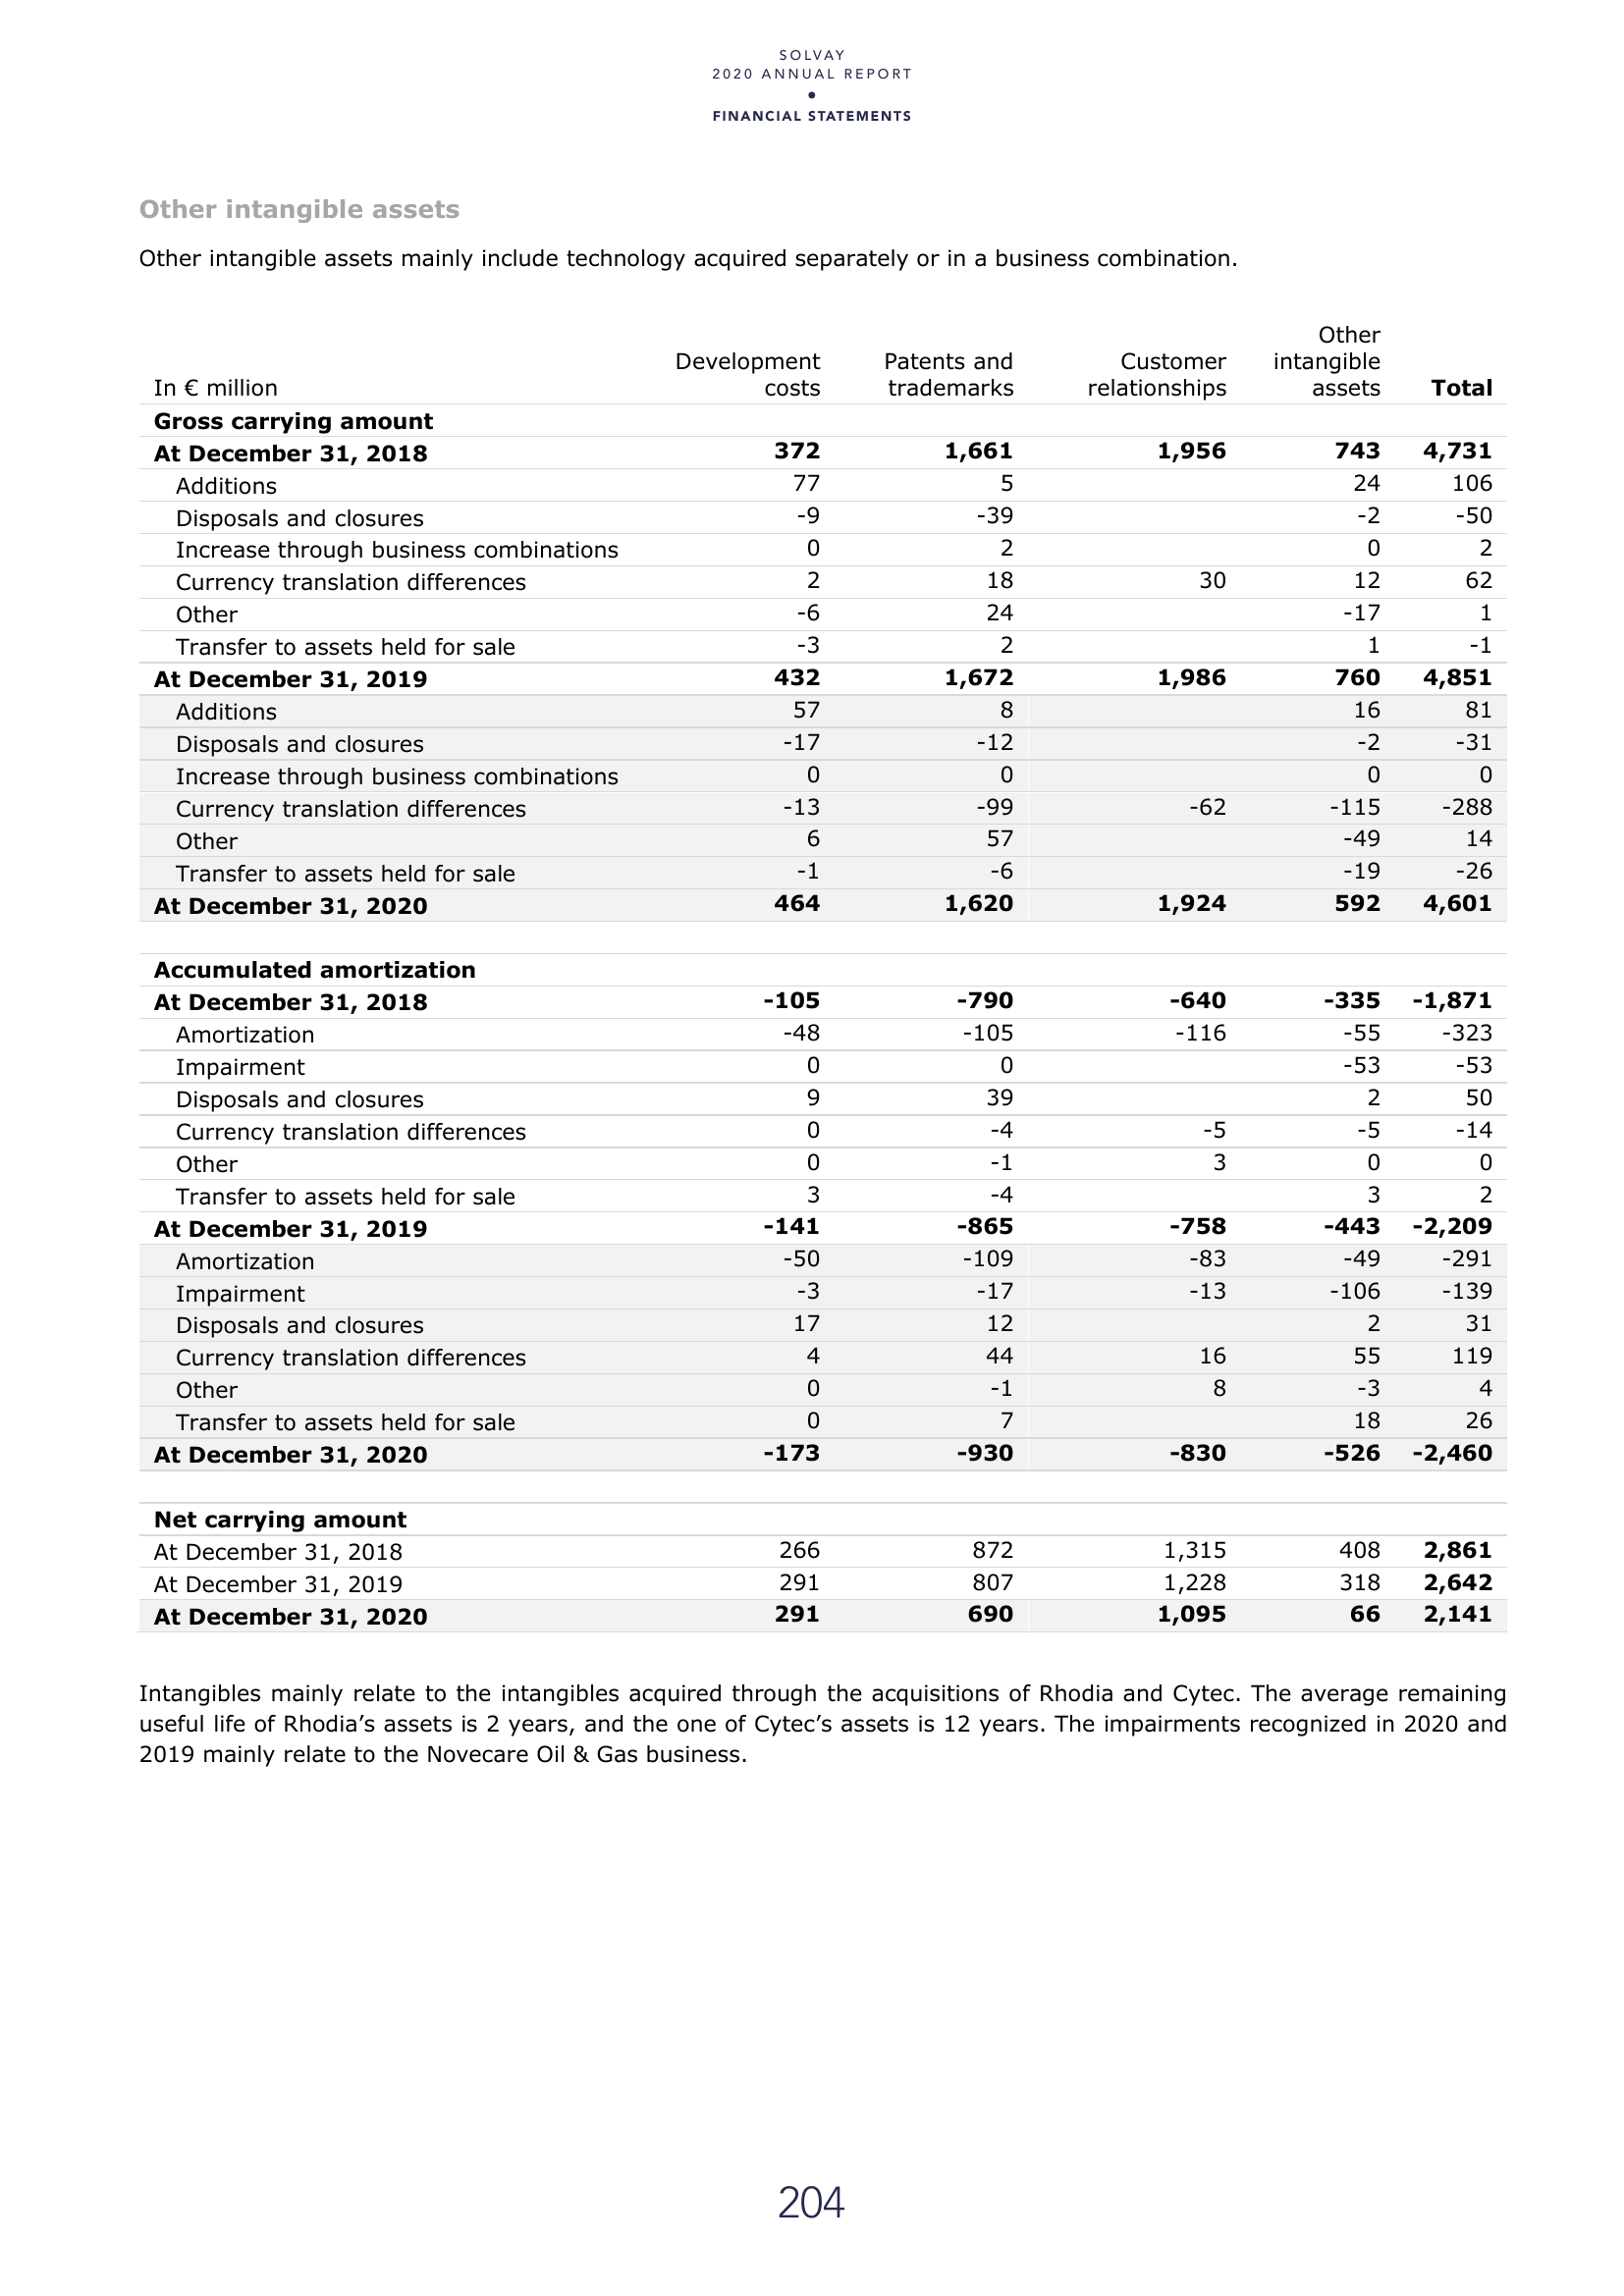 SOLVAY
2020 ANNUAL REPORT
•
FINANCIAL STATEMENTS
Other intangible assets
Other intangible assets mainly include technology acquired separately or in a business combination.
In € million Development costs Patents and trademarks Customer relationships Other intangible assets Total
Gross carrying amount
At December 31, 2018 372 1,661 1,956 743 4,731
Additions 77 5 24 106
Disposals and closures -9 -39 -2 -50
Increase through business combinations 0 2 0 2
Currency translation differences 2 18 30 12 62
Other -6 24 -17 1
Transfer to assets held for sale -3 2 1 -1
At December 31, 2019 432 1,672 1,986 760 4,851
Additions 57 8 16 81
Disposals and closures -17 -12 -2 -31
Increase through business combinations 0 0 0 0
Currency translation differences -13 -99 -62 -115 -288
Other 6 57 -49 14
Transfer to assets held for sale -1 -6 -19 -26
At December 31, 2020 464 1,620 1,924 592 4,601
Accumulated amortization
At December 31, 2018 -105 -790 -640 -335 -1,871
Amortization -48 -105 -116 -55 -323
Impairment 0 0 -53 -53
Disposals and closures 9 39 2 50
Currency translation differences 0 -4 -5 -5 -14
Other 0 -1 3 0 0
Transfer to assets held for sale 3 -4 3 2
At December 31, 2019 -141 -865 -758 -443 -2,209
Amortization -50 -109 -83 -49 -291
Impairment -3 -17 -13 -106 -139
Disposals and closures 17 12 2 31
Currency translation differences 4 44 16 55 119
Other 0 -1 8 -3 4
Transfer to assets held for sale 0 7 18 26
At December 31, 2020 -173 -930 -830 -526 -2,460
Net carrying amount
At December 31, 2018 266 872 1,315 408 2,861
At December 31, 2019 291 807 1,228 318 2,642
At December 31, 2020 291 690 1,095 66 2,141
Intangibles mainly relate to the intangibles acquired through the acquisitions of Rhodia and Cytec. The average remaining
useful life of Rhodia’s assets is 2 years, and the one of Cytec’s assets is 12 years. The impairments recognized in 2020 and
2019 mainly relate to the Novecare Oil & Gas business.
204